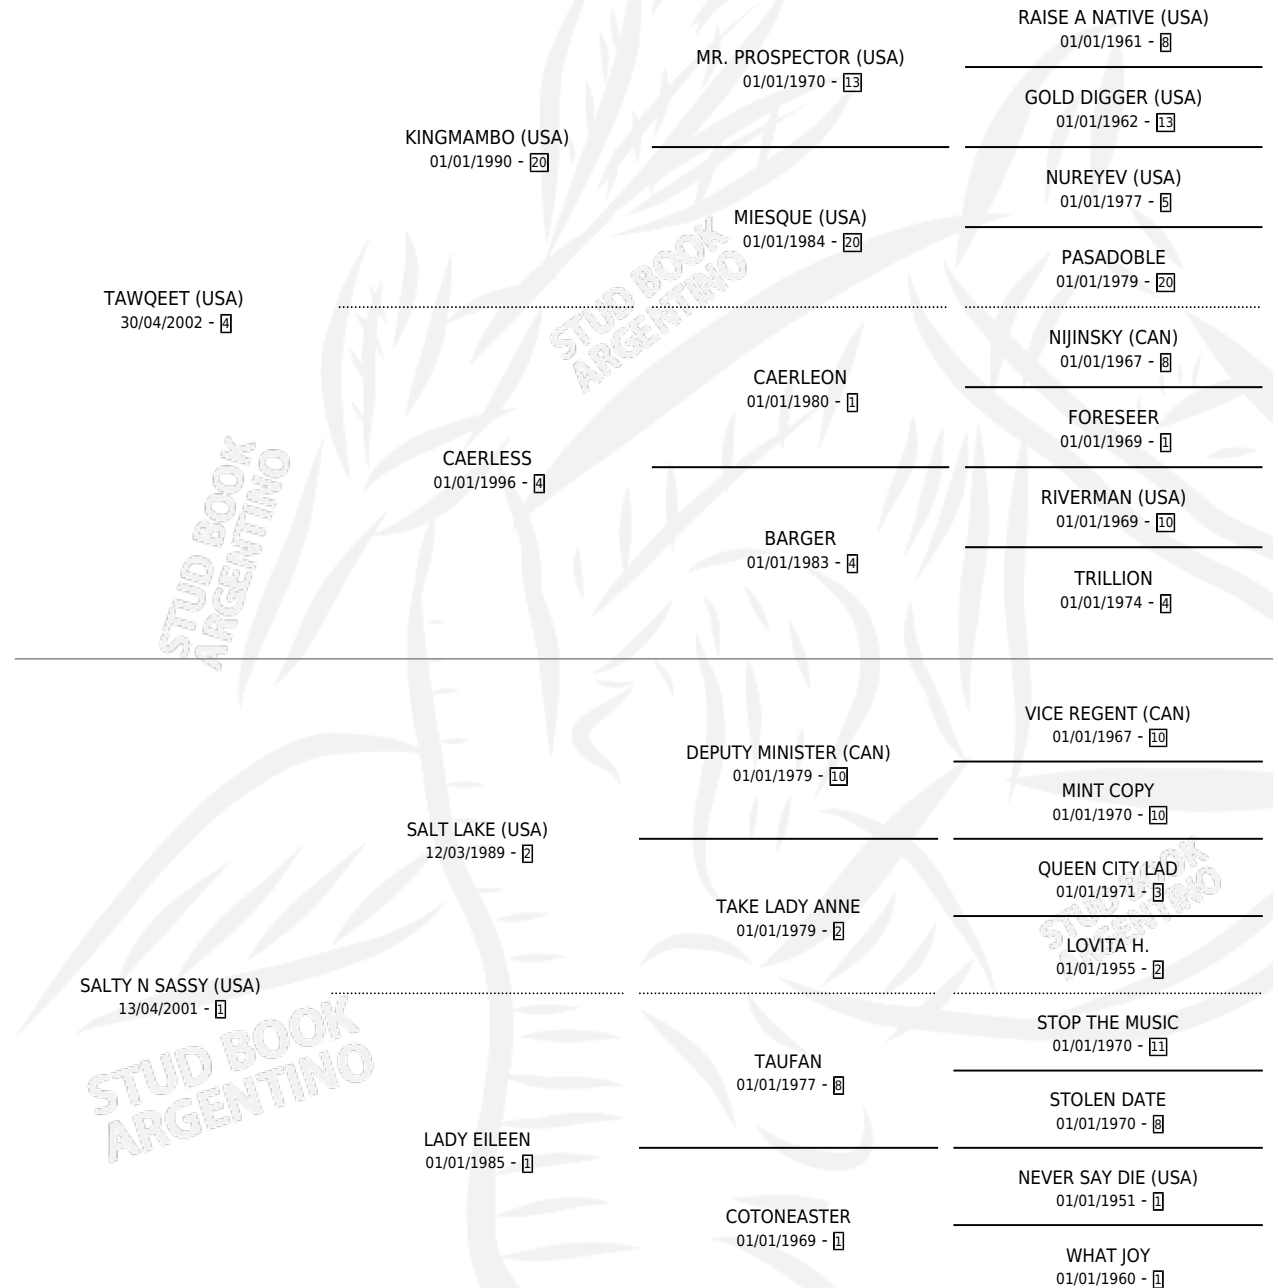 RAISE A NATIVE (USA)
01/01/1961 - 8
MR. PROSPECTOR (USA)
01/01/1970 - 13
GOLD DIGGER (USA)
01/01/1962 - 13
KINGMAMBO (USA)
01/01/1990 - 20
NUREYEV (USA)
01/01/1977 - 5
MIESQUE (USA)
01/01/1984 - 20
PASADOBLE
01/01/1979 - 20
TAWQEET (USA)
30/04/2002 - 4
NIJINSKY (CAN)
01/01/1967 - 8
CAERLEON
01/01/1980 - 1
FORESEER
01/01/1969 - 1
CAERLESS
01/01/1996 - 4
RIVERMAN (USA)
01/01/1969 - 10
BARGER
01/01/1983 - 4
TRILLION
01/01/1974 - 4
STUD BOOK
ARGENTINO
STUD BOOK
ARGENTINO
VICE REGENT (CAN)
01/01/1967 - 10
DEPUTY MINISTER (CAN)
01/01/1979 - 10
MINT COPY
01/01/1970 - 10
SALT LAKE (USA)
12/03/1989 - 2
QUEEN CITY LAD
01/01/1971 - 3
TAKE LADY ANNE
01/01/1979 - 2
LOVITA H.
01/01/1955 - 2
SALTY N SASSY (USA)
13/04/2001 - 1
STOP THE MUSIC
01/01/1970 - 11
TAUFAN
01/01/1977 - 8
STOLEN DATE
01/01/1970 - 8
LADY EILEEN
01/01/1985 - 1
NEVER SAY DIE (USA)
01/01/1951 - 1
COTONEASTER
01/01/1969 - 1
WHAT JOY
01/01/1960 - 1
STUD BOOK
ARGENTINO
STUD BOOK
ARGENTINO